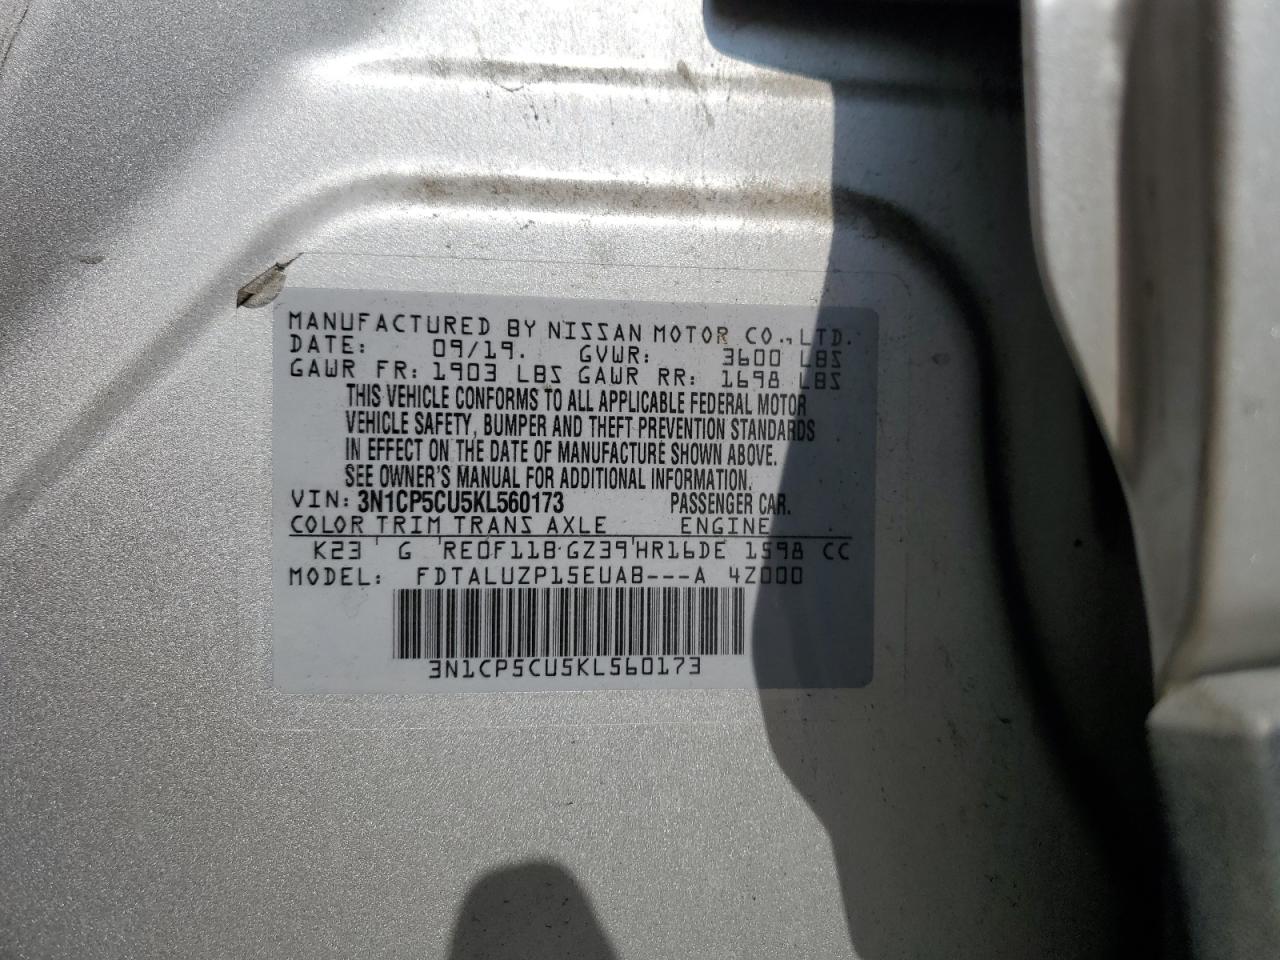 MANUFACTURED BY NISSAN MOTOR CO., LTD.
DATE: 09/19. GVWR: 3600 LBS
GAWR FR: 1903 LBS GAWR RR: 1698 LBS
THIS VEHICLE CONFORMS TO ALL APPLICABLE FEDERAL MOTOR
VEHICLE SAFETY, BUMPER AND THEFT PREVENTION STANDARDS
IN EFFECT ON THE DATE OF MANUFACTURE SHOWN ABOVE.
SEE OWNER'S MANUAL FOR ADDITIONAL INFORMATION.
VIN: 3N1CP5CU5KL560173 PASSENGER CAR.
COLOR TRIM TRANS AXLE ENGINE
K23 G RE0F11B GZ39 HR16DE 1598 CC
MODEL: FDTALUZP15EUAB---A 4Z000
3N1CP5CU5KL560173